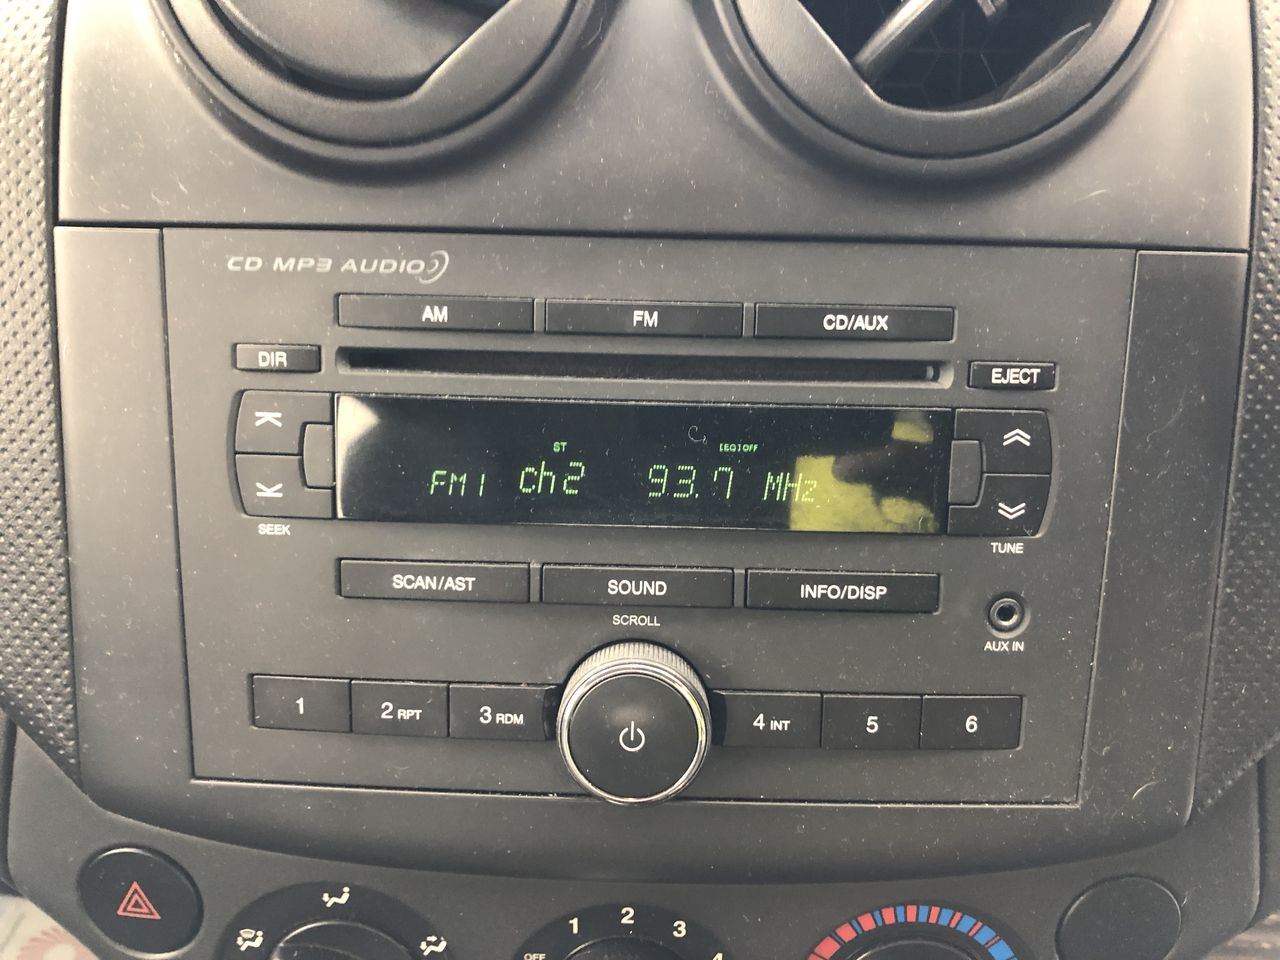 CD MP3 AUDIO
AM FM CD/AUX
DIR EJECT
ST [EQ]OFF
FM1 ch2 93.7 MHz
SEEK TUNE
SCAN/AST SOUND INFO/DISP
SCROLL
AUX IN
1 2 RPT 3 RDM 4 INT 5 6
OFF 1 2 3 4